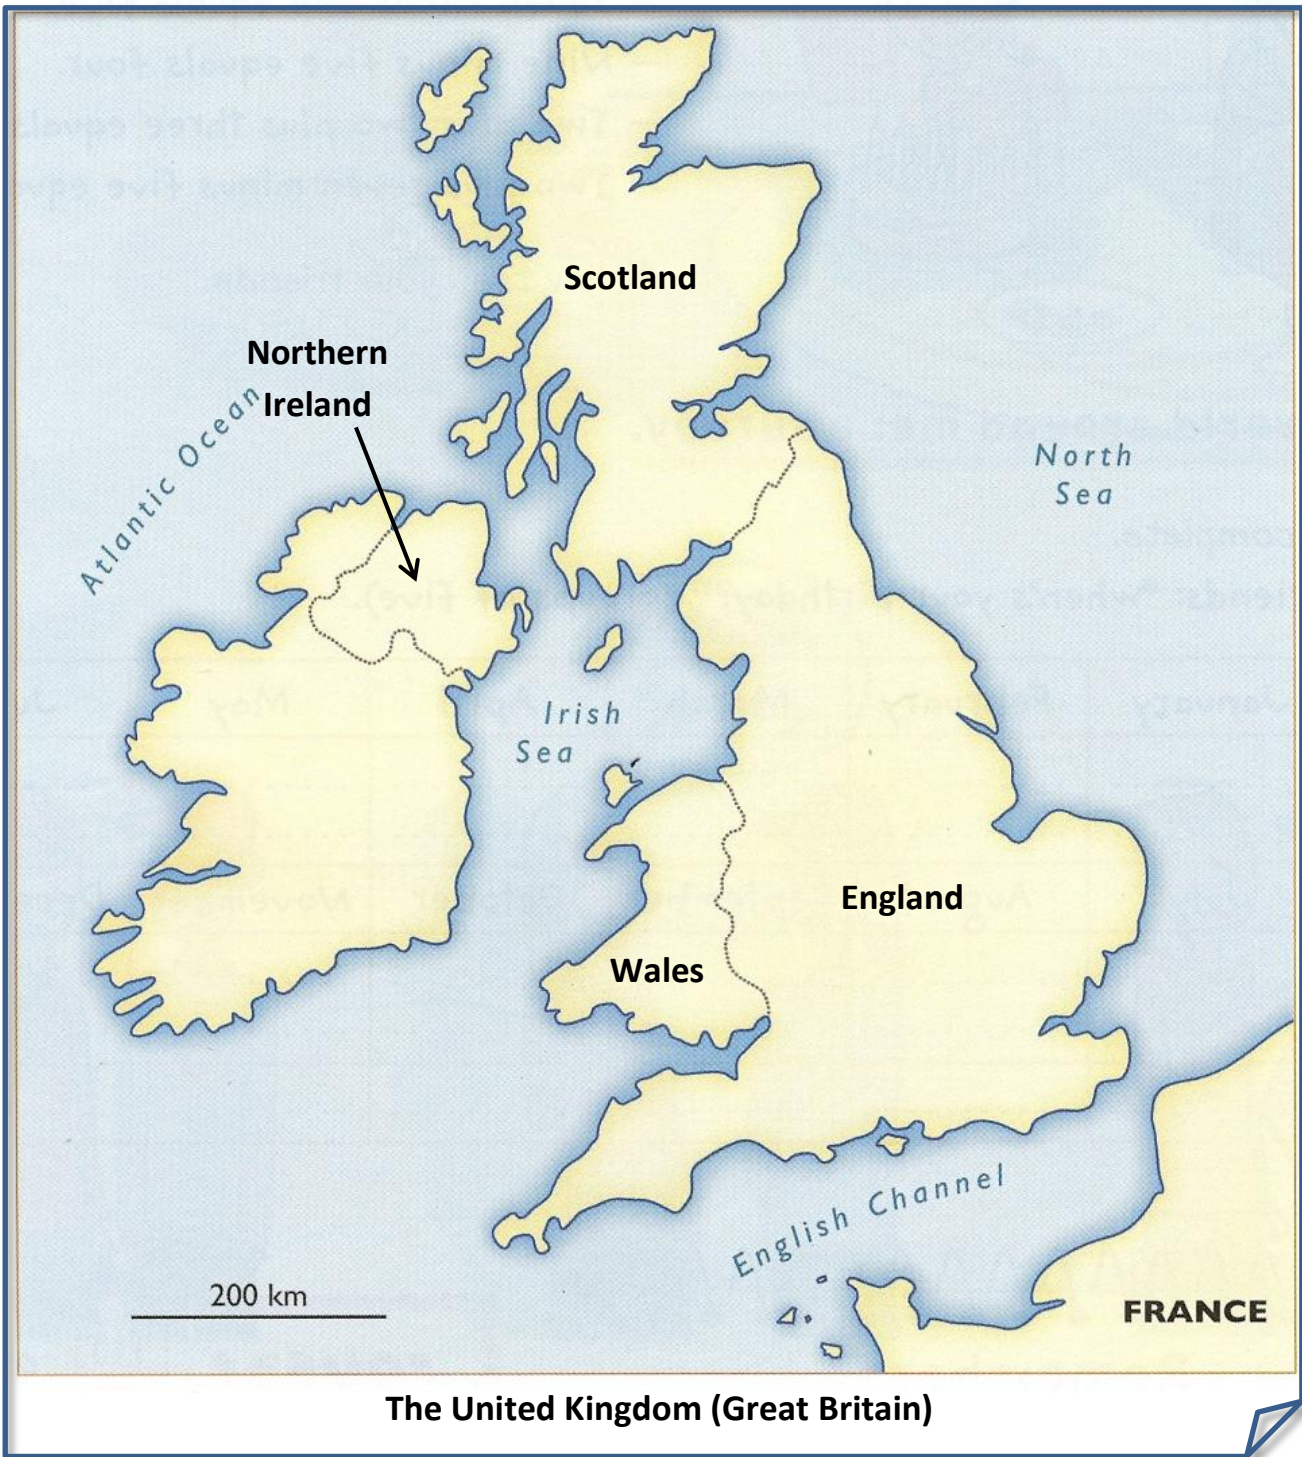 Scotland
Northern
Ireland
Atlantic Ocean
North
Sea
Irish
Sea
England
Wales
English Channel
200 km
FRANCE
The United Kingdom (Great Britain)